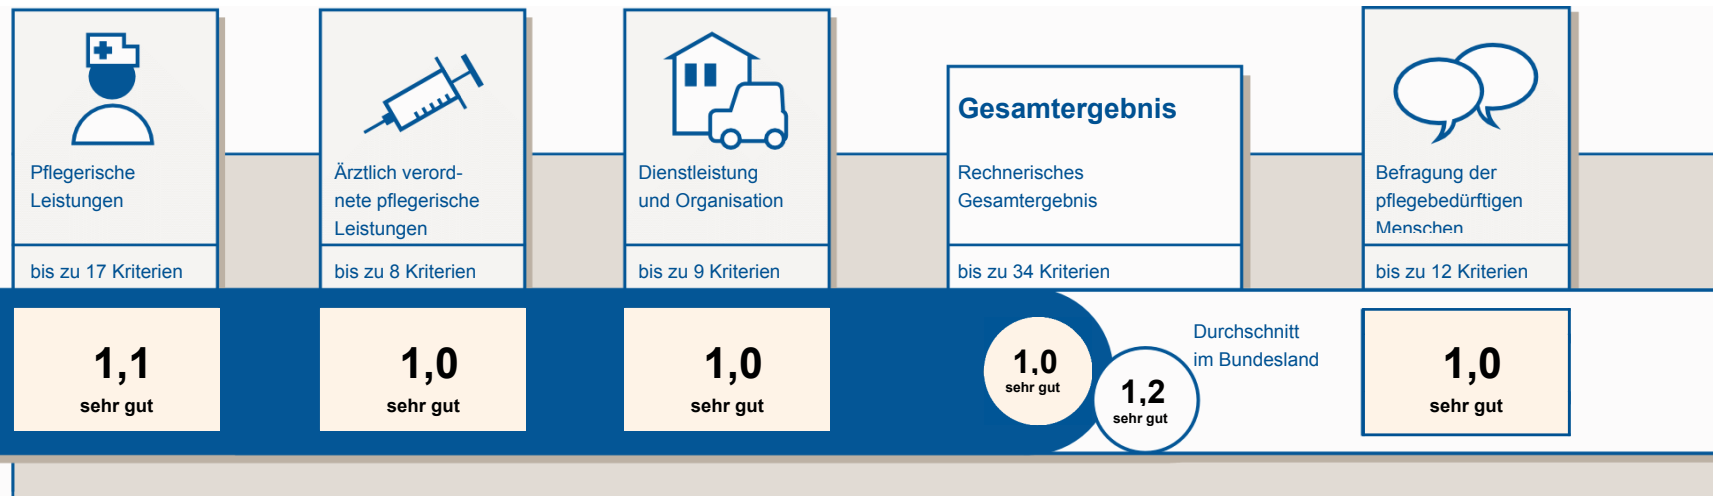 Pflegerische
Leistungen
bis zu 17 Kriterien
1,1
sehr gut
Ärztlich verord-
nete pflegerische
Leistungen
bis zu 8 Kriterien
1,0
sehr gut
Dienstleistung
und Organisation
bis zu 9 Kriterien
1,0
sehr gut
Gesamtergebnis
Rechnerisches
Gesamtergebnis
bis zu 34 Kriterien
1,0
sehr gut
1,2
sehr gut
Durchschnitt
im Bundesland
Befragung der
pflegebedürftigen
Menschen
bis zu 12 Kriterien
1,0
sehr gut